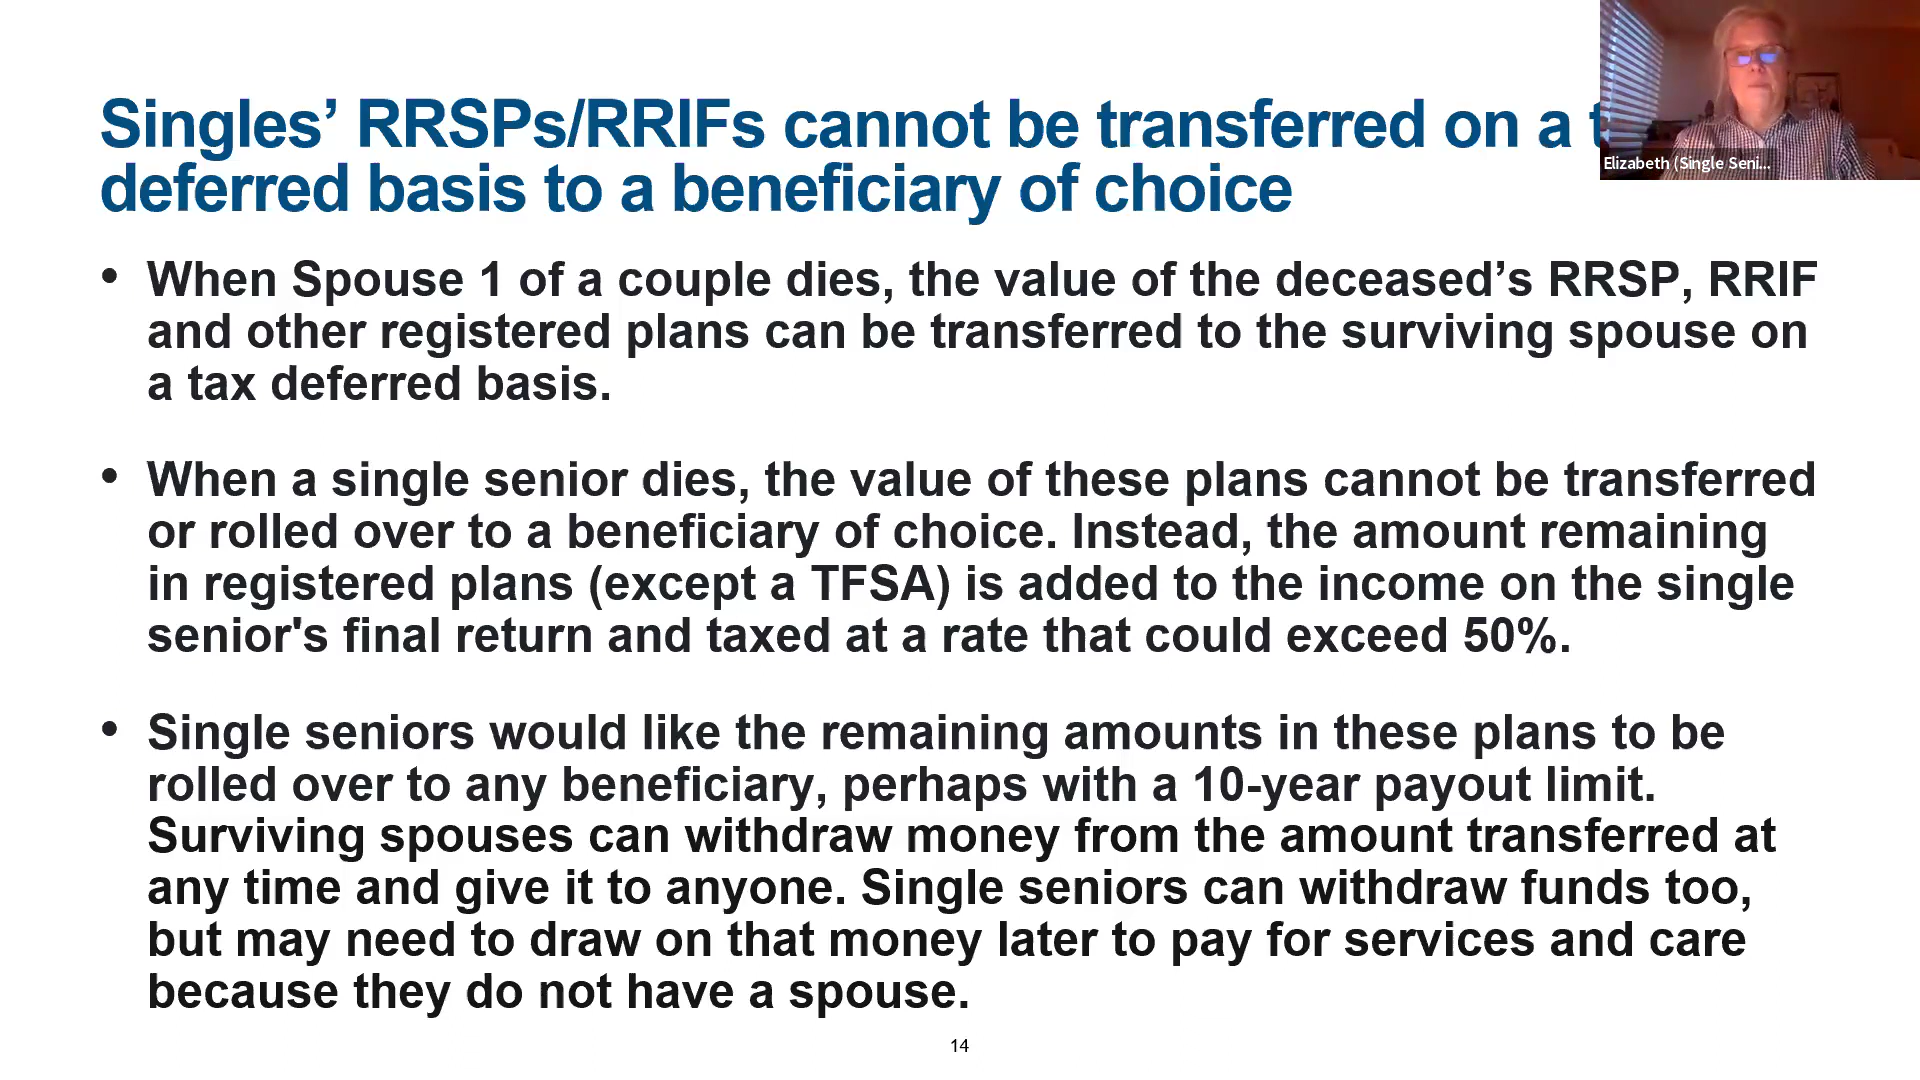 Singles’ RRSPs/RRIFs cannot be transferred on a
deferred basis to a beneficiary of choice
Elizabeth (Single Seni...
• When Spouse 1 of a couple dies, the value of the deceased’s RRSP, RRIF
and other registered plans can be transferred to the surviving spouse on
a tax deferred basis.
• When a single senior dies, the value of these plans cannot be transferred
or rolled over to a beneficiary of choice. Instead, the amount remaining
in registered plans (except a TFSA) is added to the income on the single
senior's final return and taxed at a rate that could exceed 50%.
• Single seniors would like the remaining amounts in these plans to be
rolled over to any beneficiary, perhaps with a 10-year payout limit.
Surviving spouses can withdraw money from the amount transferred at
any time and give it to anyone. Single seniors can withdraw funds too,
but may need to draw on that money later to pay for services and care
because they do not have a spouse.
14